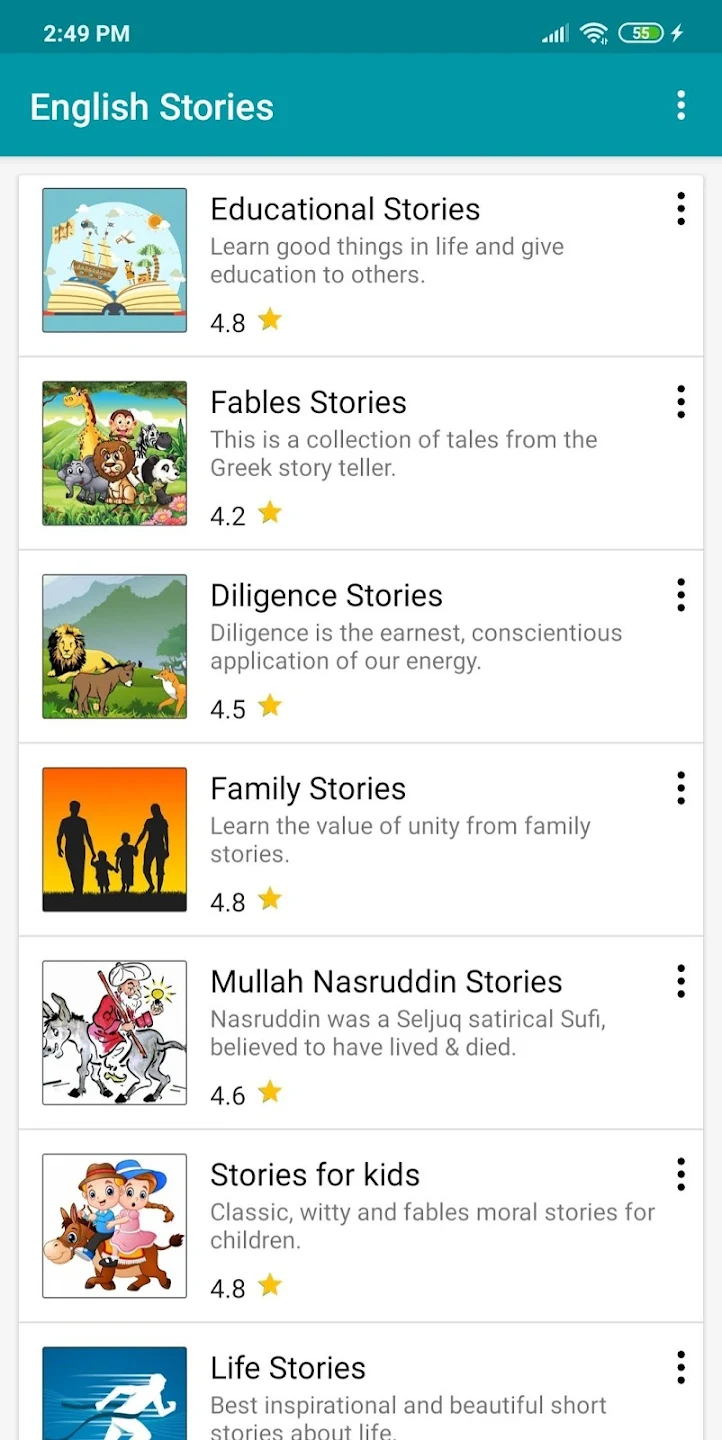 2:49 PM
55
English Stories
Educational Stories
Learn good things in life and give
education to others.
4.8
Fables Stories
This is a collection of tales from the
Greek story teller.
4.2
Diligence Stories
Diligence is the earnest, conscientious
application of our energy.
4.5
Family Stories
Learn the value of unity from family
stories.
4.8
Mullah Nasruddin Stories
Nasruddin was a Seljuq satirical Sufi,
believed to have lived & died.
4.6
Stories for kids
Classic, witty and fables moral stories for
children.
4.8
Life Stories
Best inspirational and beautiful short
stories about life.